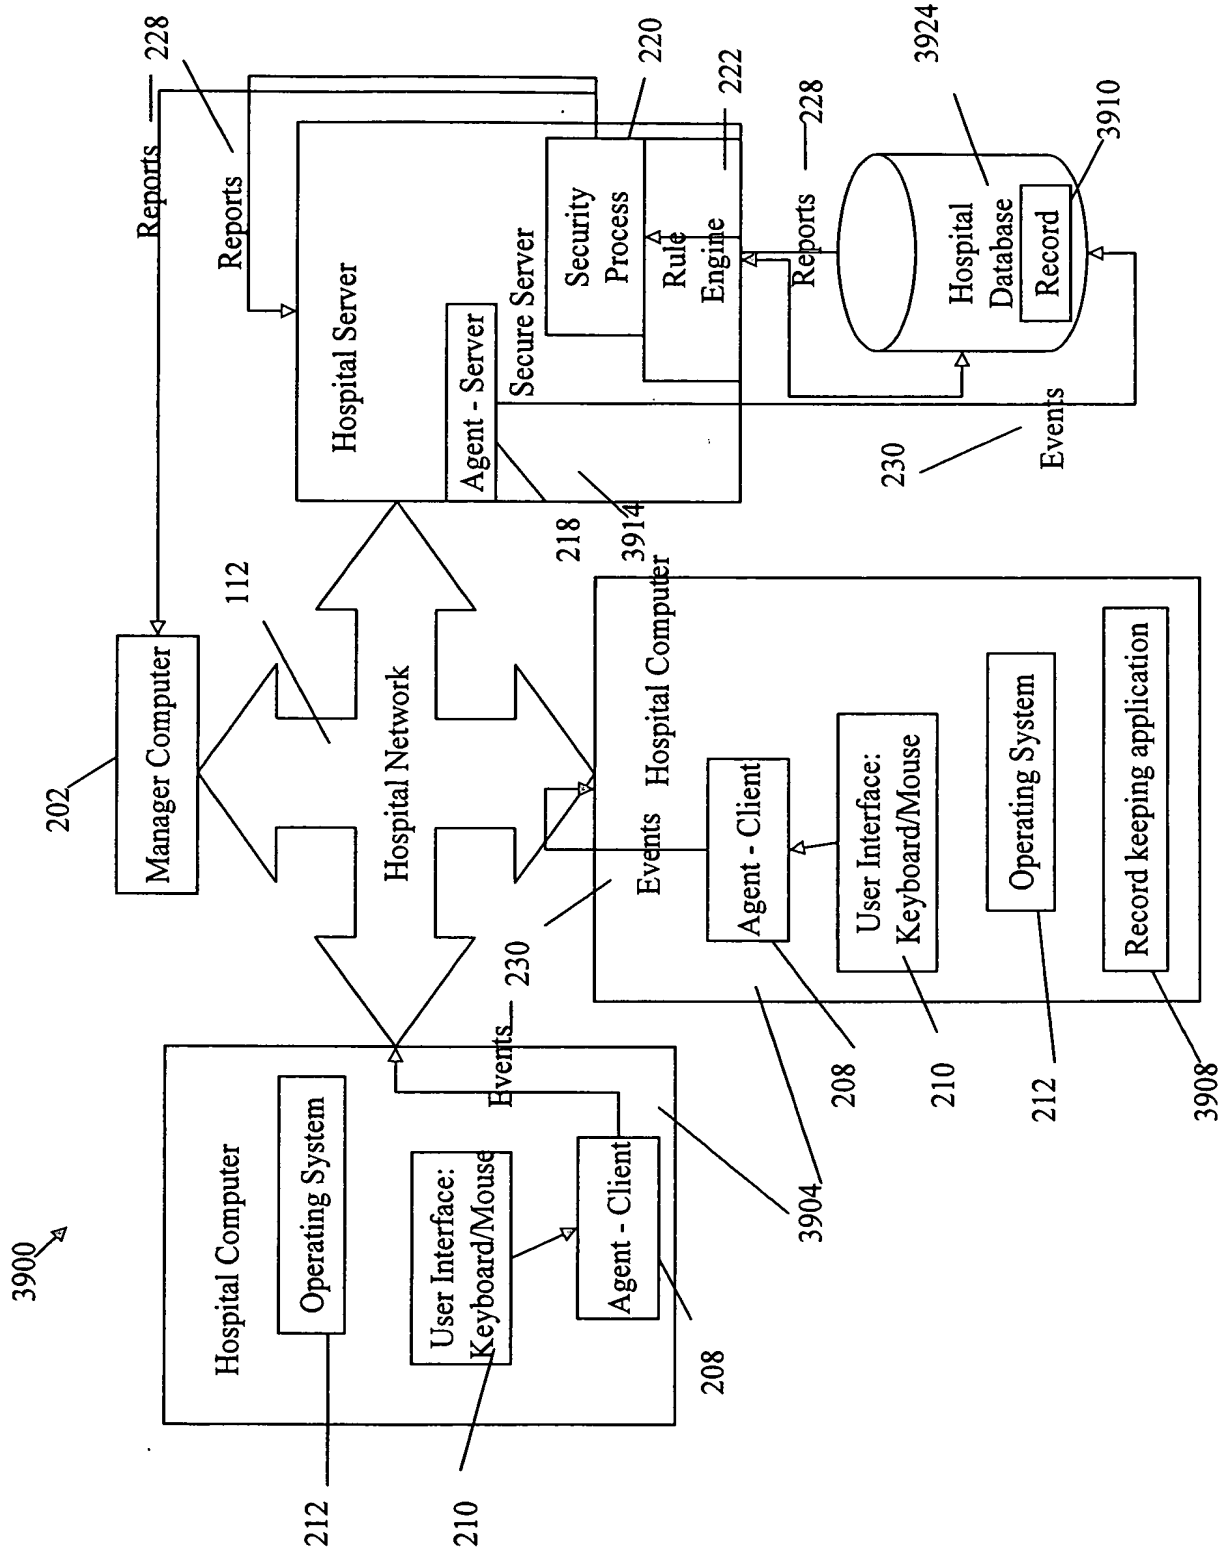 3900
202
Manager Computer
Reports
228
Reports
112
Hospital Network
Hospital Computer
Operating System
212
User Interface:
Keyboard/Mouse
210
Agent - Client
208
Events
230
3904
Hospital Server
Agent - Server
218
Secure Server
3914
Security
Process
220
Rule
Engine
222
Events
Hospital Computer
230
Agent - Client
208
User Interface:
Keyboard/Mouse
210
Operating System
212
Record keeping application
3908
Reports
228
230
Events
Hospital
Database
3924
Record
3910